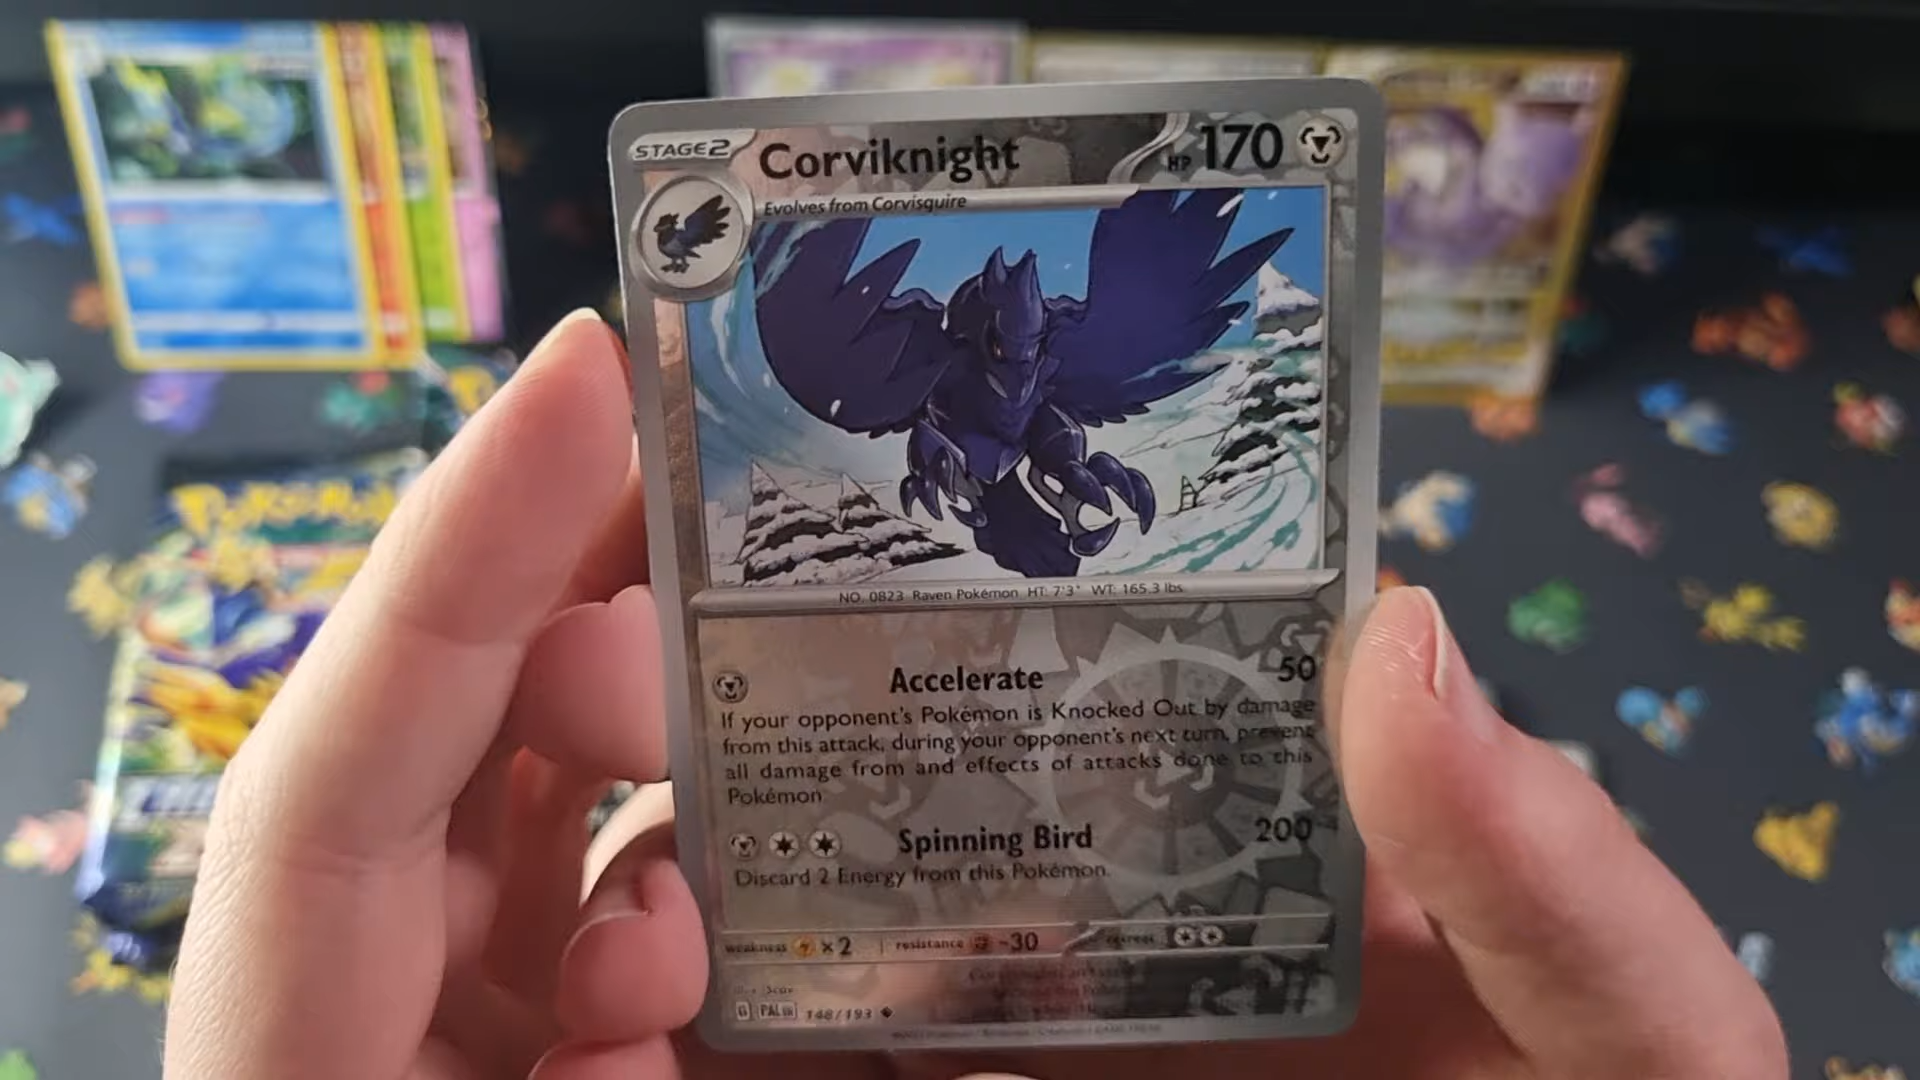 STAGE2
Corviknight
HP 170
Evolves from Corvisquire
NO. 0823 Raven Pokémon HT: 7'3" WT: 165.3 lbs.
Accelerate 50
If your opponent's Pokémon is Knocked Out by damage
from this attack, during your opponent's next turn, prevent
all damage from and effects of attacks done to this
Pokémon.
Spinning Bird 200
Discard 2 Energy from this Pokémon.
weakness ×2 resistance -30 retreat
G PAL EN 148/193
POKéMON